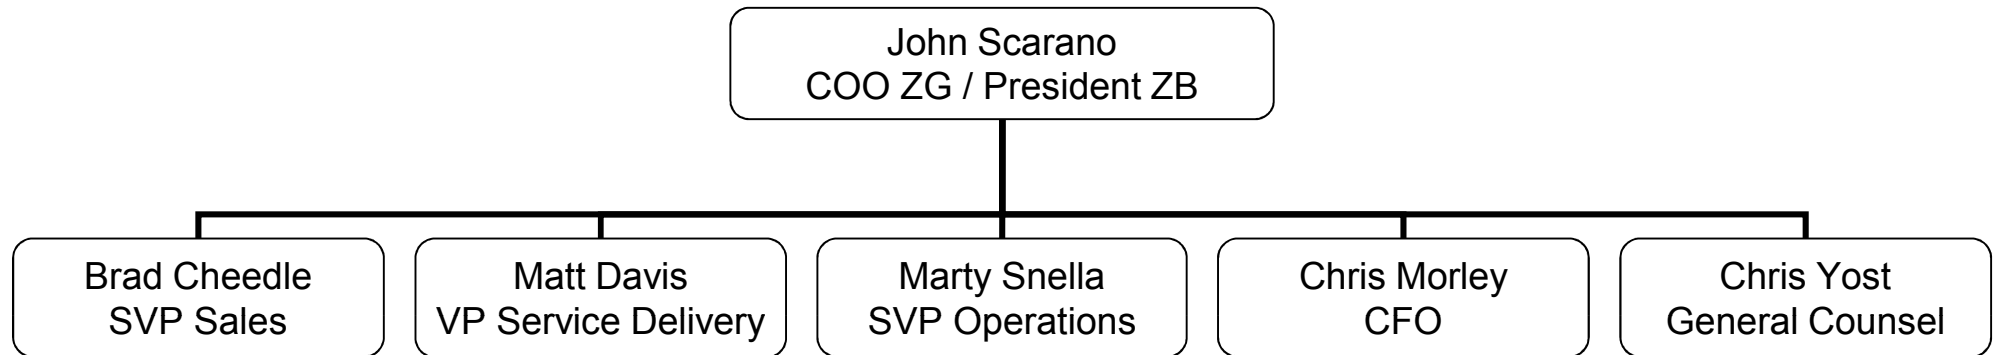 John Scarano
COO ZG / President ZB
Brad Cheedle
SVP Sales
Matt Davis
VP Service Delivery
Marty Snella
SVP Operations
Chris Morley
CFO
Chris Yost
General Counsel